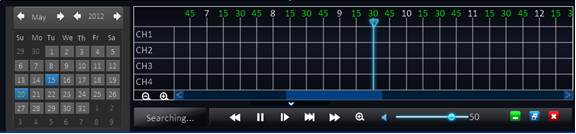 May 2012
Su Mo Tu We Th Fr Sa
29 30 1 2 3 4 5
6 7 8 9 10 11 12
13 14 15 16 17 18 19
20 21 22 23 24 25 26
27 28 29 30 31 1 2
3 4 5 6 7 8 9
45 7 15 30 45 8 15 30 45 9 15 30 45 10 15 30 45 11 15 30 45 12 15 3
CH1
CH2
CH3
CH4
Searching...
50